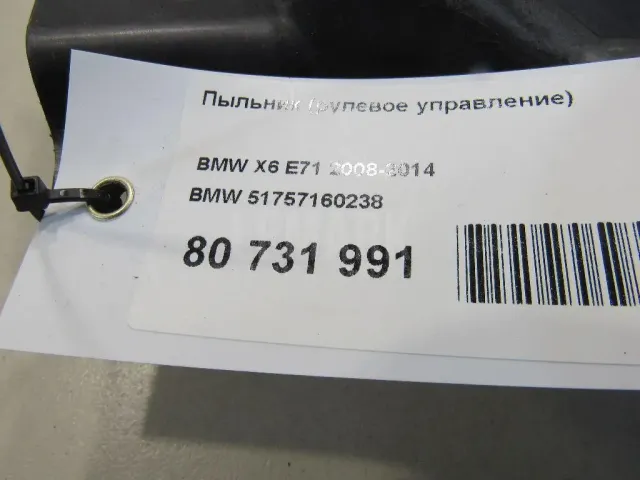 Пыльник (рулевое управление)
BMW X6 E71 2008-2014
BMW 51757160238
80 731 991